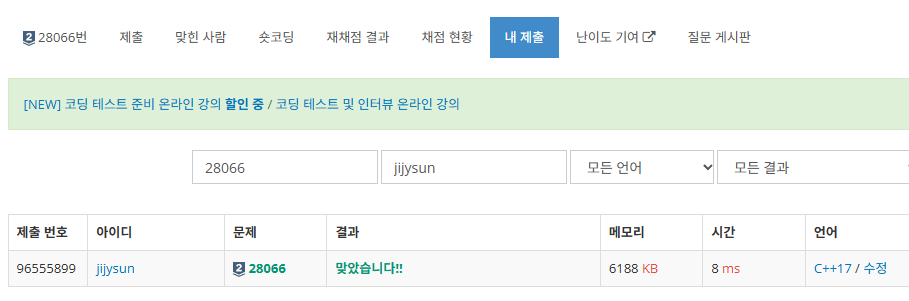 2 28066번 제출 맞힌 사람 숏코딩 재채점 결과 채점 현황 내 제출 난이도 기여 질문 게시판
[NEW] 코딩 테스트 준비 온라인 강의 할인 중 / 코딩 테스트 및 인터뷰 온라인 강의
28066 jijysun 모든 언어 모든 결과
제출 번호 아이디 문제 결과 메모리 시간 언어
96555899 jijysun 2 28066 맞았습니다!! 6188 KB 8 ms C++17 / 수정